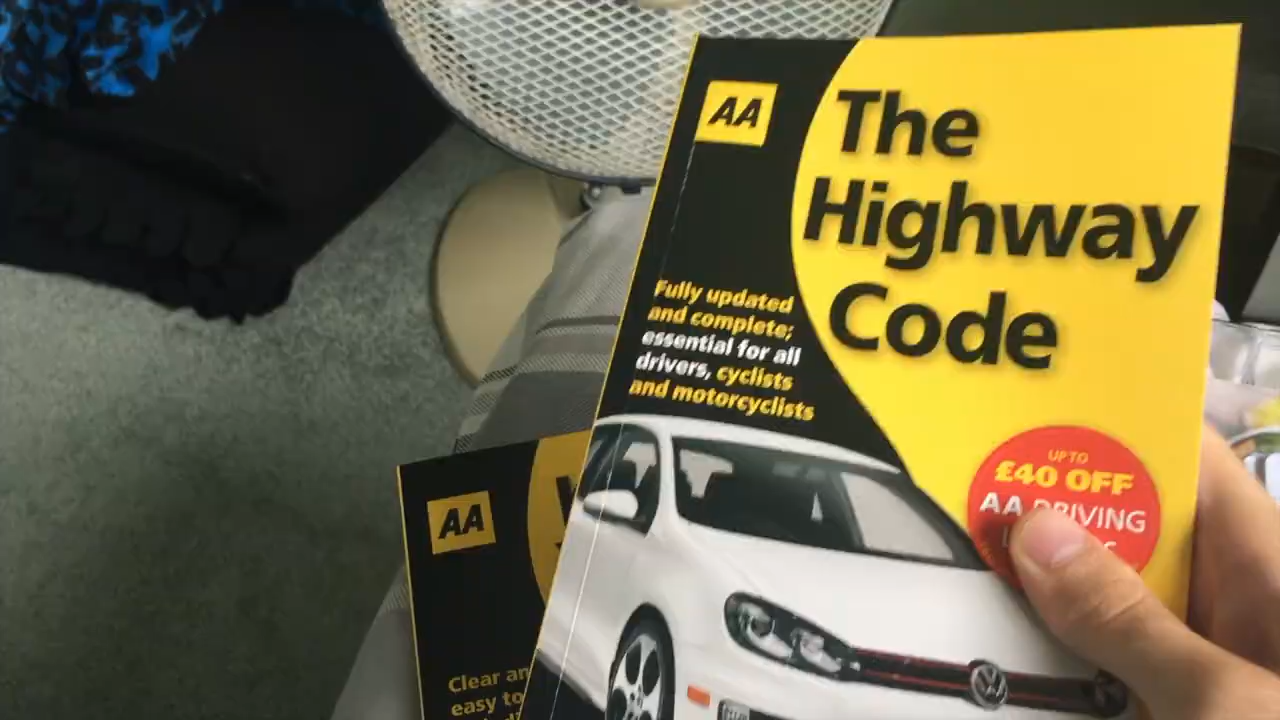 AA
The
Highway
Code
Fully updated
and complete;
essential for all
drivers, cyclists
and motorcyclists
UP TO
£40 OFF
AA DRIVING
AA
Clear an
easy to